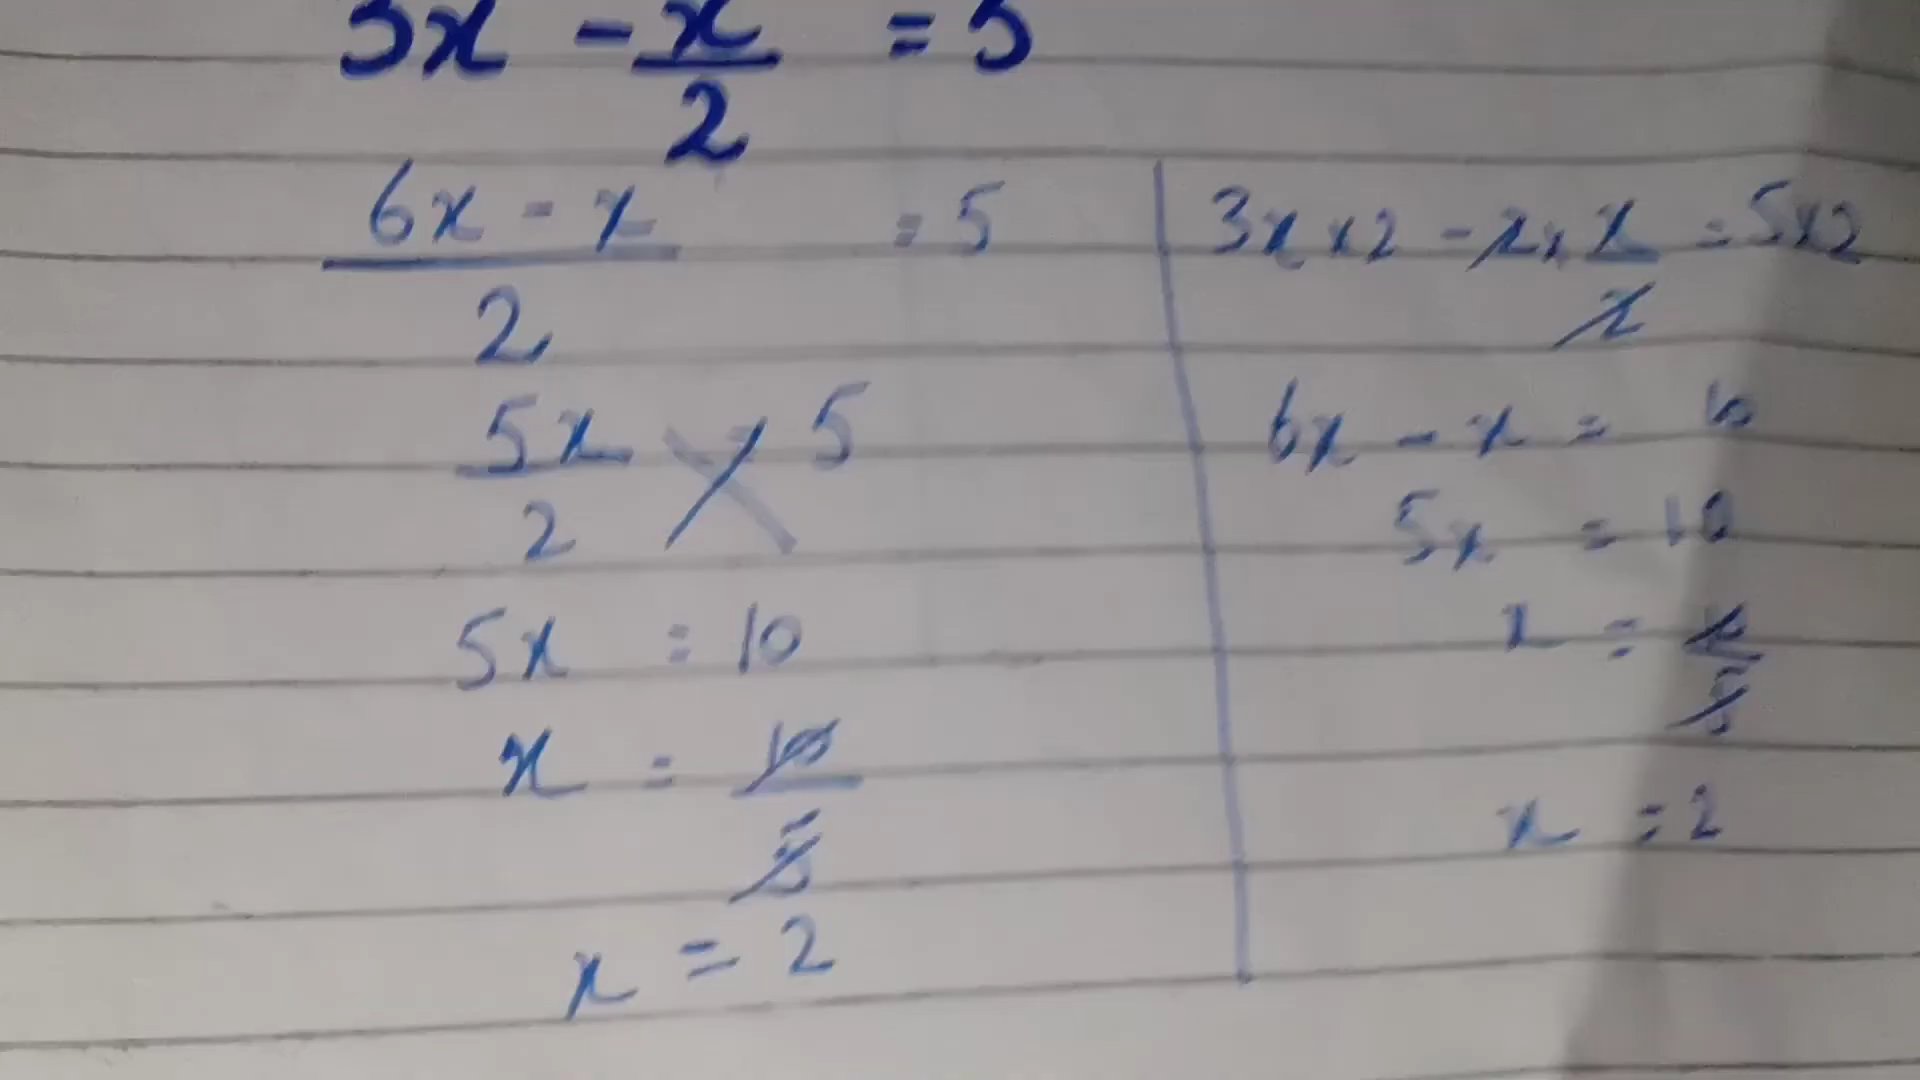 3x - x/2 = 5
6x - x / 2 = 5
5x/2 = 5
5x = 10
x = 10/5
x = 2
3x × 2 - 2 × x/2 = 5×2
6x - x = 10
5x = 10
x = 10/5
x = 2